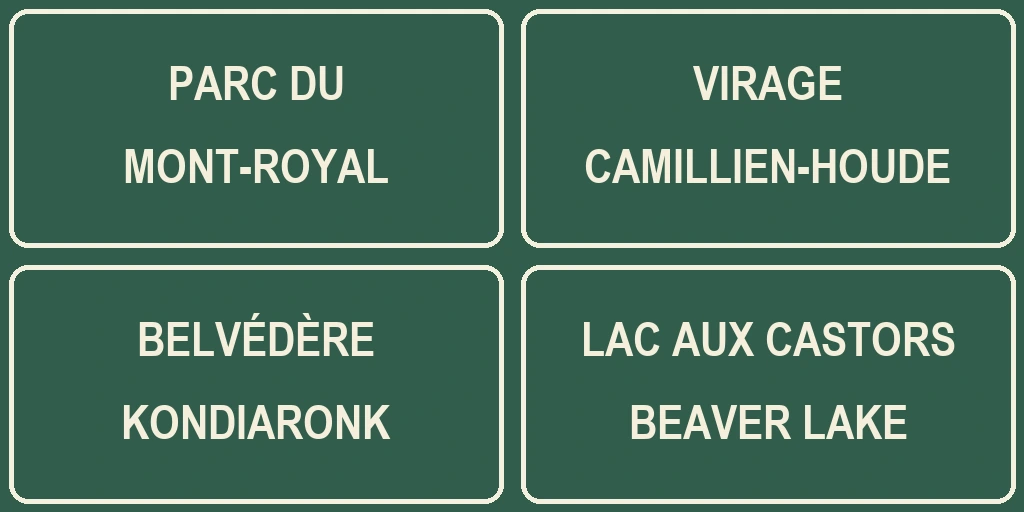 PARC DU
MONT-ROYAL
VIRAGE
CAMILLIEN-HOUDE
BELVÉDÈRE
KONDIARONK
LAC AUX CASTORS
BEAVER LAKE